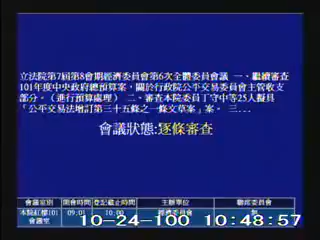 立法院第7屆第8會期經濟委員會第6次全體委員會議 一、繼續審查
101年度中央政府總預算案，關於行政院公平交易委員會主管收支
部分。（進行預算處理） 二、審查本院委員丁守中等25人擬具
「公平交易法增訂第三十五條之一條文草案」案。 三...
會議狀態:逐條審查
會議室別 開會時間 登記截止時間 主辦單位 聯席委員會
本院紅樓101會議室 09:01 10:00 經濟委員會 無
10-24-100 10:48:57